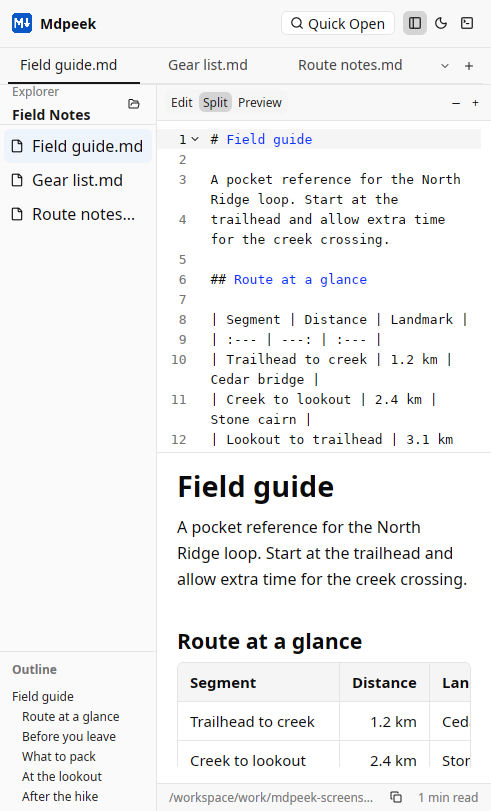 Mdpeek
Quick Open
Field guide.md
Gear list.md
Route notes.md
Explorer
Field Notes
Field guide.md
Gear list.md
Route notes...
Outline
Field guide
Route at a glance
Before you leave
What to pack
At the lookout
After the hike
Edit Split Preview
1 # Field guide
2
3 A pocket reference for the North
Ridge loop. Start at the
4 trailhead and allow extra time
for the creek crossing.
5
6 ## Route at a glance
7
8 | Segment | Distance | Landmark |
9 | :--- | ---: | :--- |
10 | Trailhead to creek | 1.2 km |
Cedar bridge |
11 | Creek to lookout | 2.4 km |
Stone cairn |
12 | Lookout to trailhead | 3.1 km
Field guide
A pocket reference for the North
Ridge loop. Start at the trailhead and
allow extra time for the creek crossing.
Route at a glance
Segment Distance Lan
Trailhead to creek 1.2 km Ced
Creek to lookout 2.4 km Stor
/workspace/work/mdpeek-screens...
1 min read